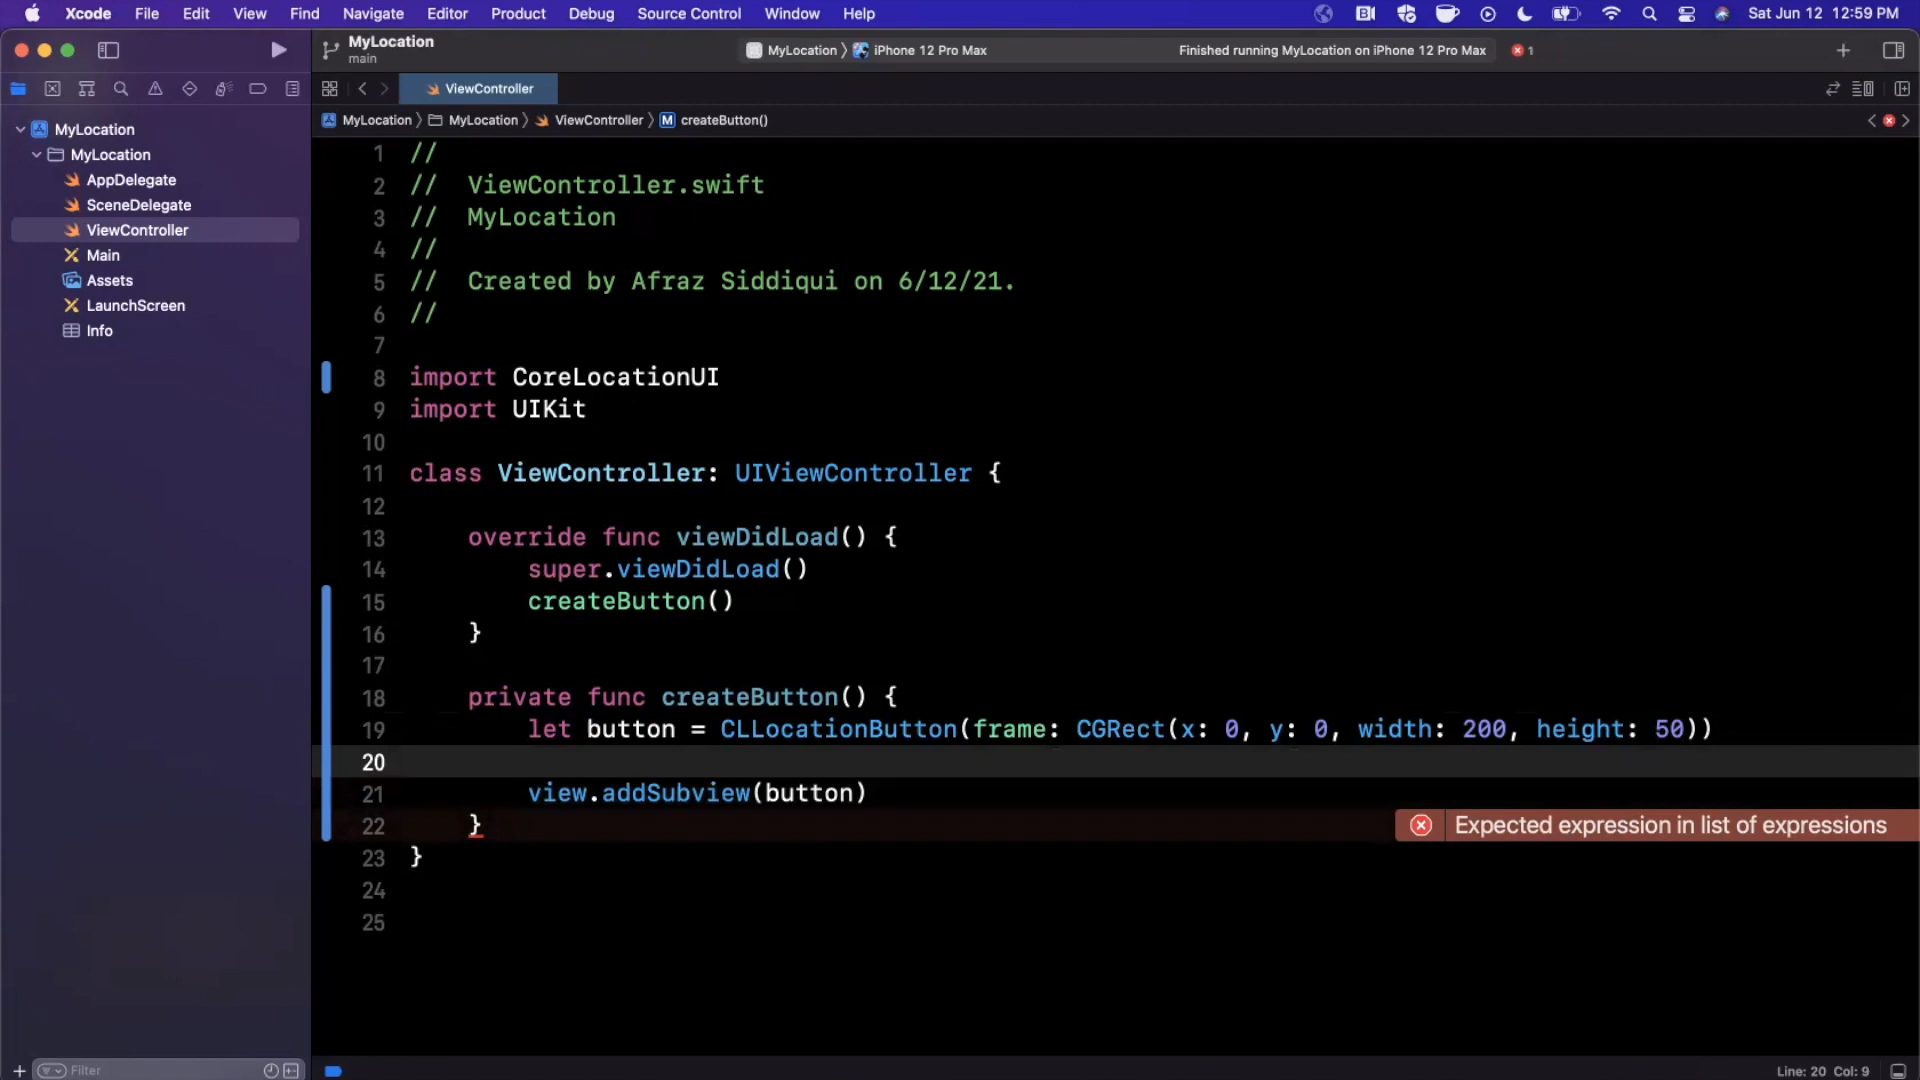 Xcode File Edit View Find Navigate Editor Product Debug Source Control Window Help Sat Jun 12 12:59 PM
MyLocation
main
MyLocation iPhone 12 Pro Max Finished running MyLocation on iPhone 12 Pro Max 1
ViewController
MyLocation MyLocation ViewController M createButton()
MyLocation
MyLocation
AppDelegate
SceneDelegate
ViewController
Main
Assets
LaunchScreen
Info
1 //
2 // ViewController.swift
3 // MyLocation
4 //
5 // Created by Afraz Siddiqui on 6/12/21.
6 //
7
8 import CoreLocationUI
9 import UIKit
10
11 class ViewController: UIViewController {
12
13 override func viewDidLoad() {
14 super.viewDidLoad()
15 createButton()
16 }
17
18 private func createButton() {
19 let button = CLLocationButton(frame: CGRect(x: 0, y: 0, width: 200, height: 50))
20
21 view.addSubview(button)
22 } Expected expression in list of expressions
23 }
24
25
Filter
Line: 20 Col: 9